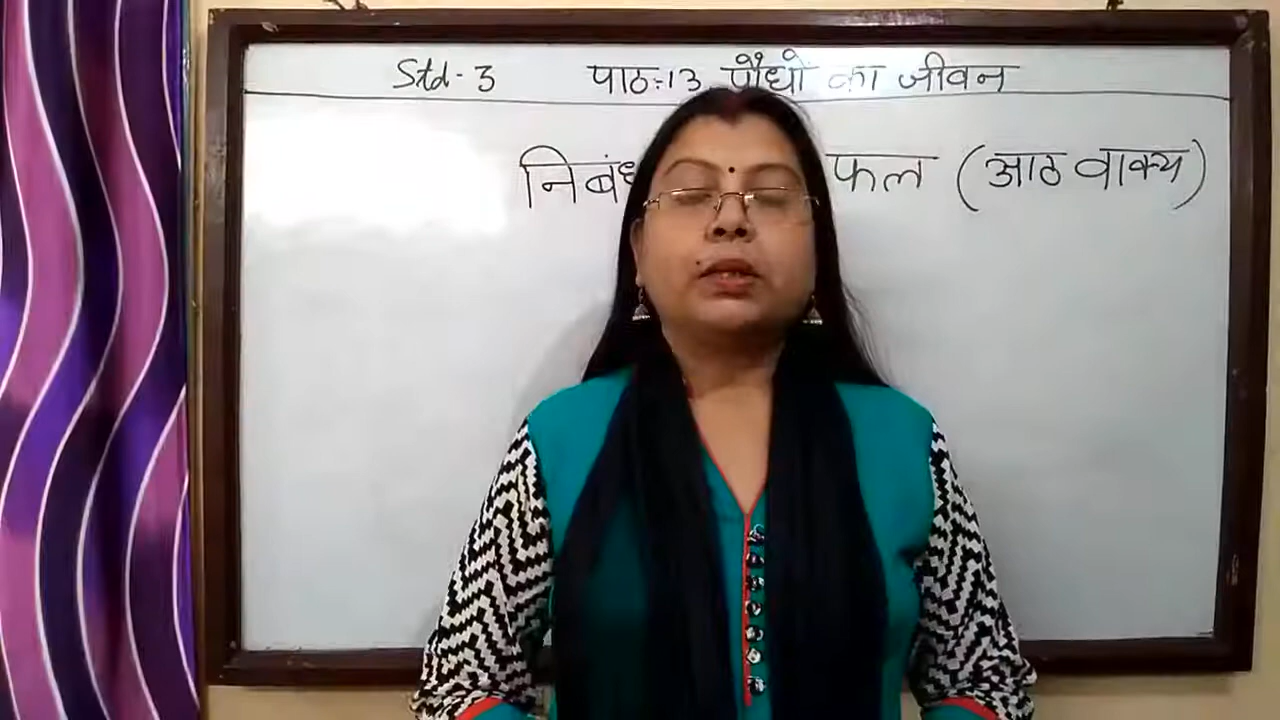 Std - 3 पाठ:-13 पौधों का जीवन
फल (आठ वाक्य)